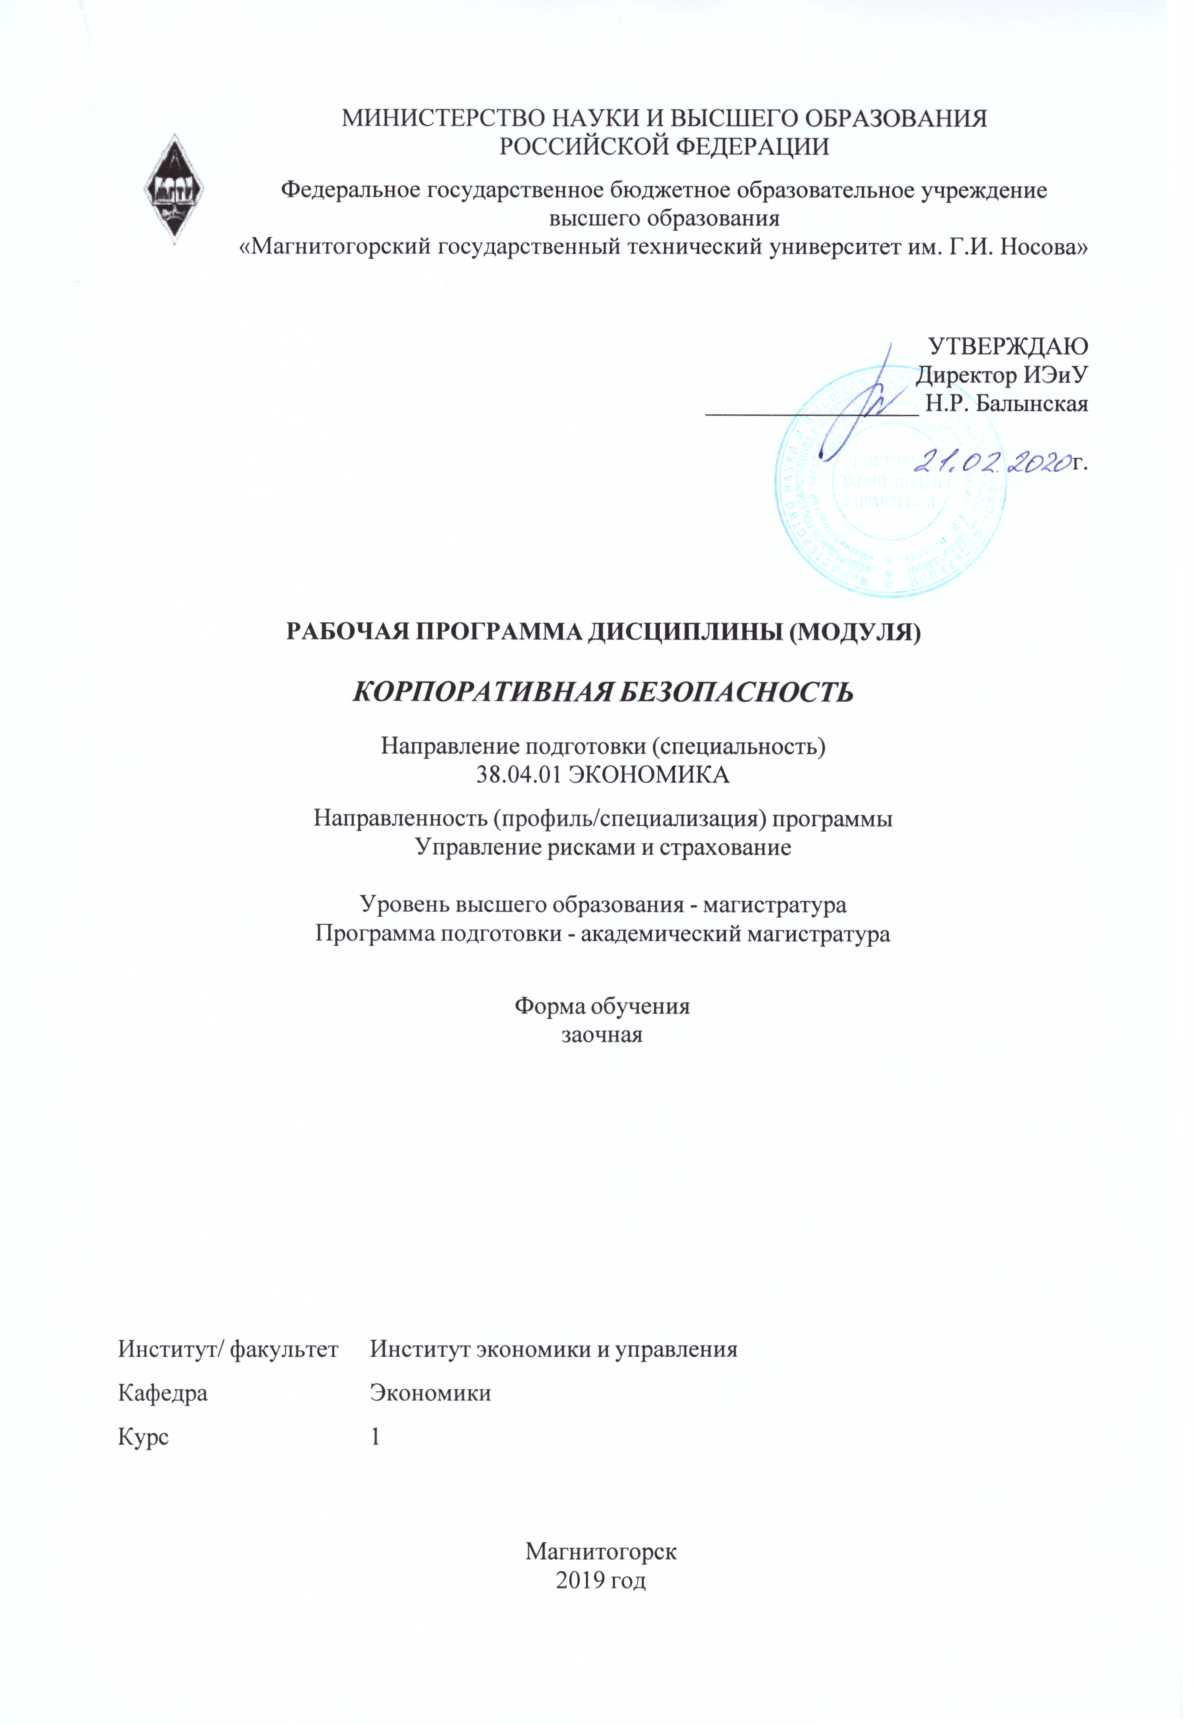 МИНИСТЕРСТВО НАУКИ И ВЫСШЕГО ОБРАЗОВАНИЯ
РОССИЙСКОЙ ФЕДЕРАЦИИ
Федеральное государственное бюджетное образовательное учреждение
высшего образования
«Магнитогорский государственный технический университет им. Г.И. Носова»
УТВЕРЖДАЮ
Директор ИЭиУ
Н.Р. Балынская
21.02.2020г.
РАБОЧАЯ ПРОГРАММА ДИСЦИПЛИНЫ (МОДУЛЯ)
КОРПОРАТИВНАЯ БЕЗОПАСНОСТЬ
Направление подготовки (специальность)
38.04.01 ЭКОНОМИКА
Направленность (профиль/специализация) программы
Управление рисками и страхование
Уровень высшего образования - магистратура
Программа подготовки - академический магистратура
Форма обучения
заочная
Институт/ факультет Институт экономики и управления
Кафедра Экономики
Курс 1
Магнитогорск
2019 год